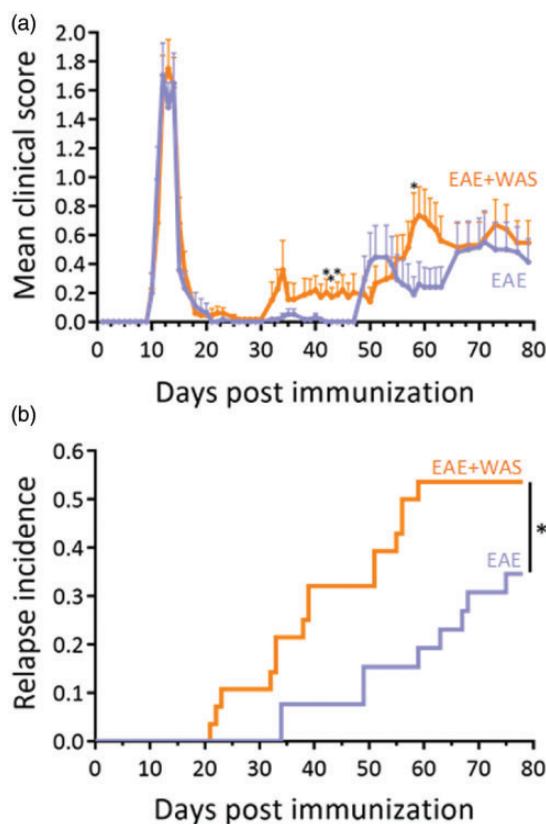 (a)
2.0
1.8
1.6
1.4
1.2
1.0
0.8
0.6
0.4
0.2
0.0
Mean clinical score
*
* *
*
EAE+WAS
EAE
0 10 20 30 40 50 60 70 80
Days post immunization
(b)
0.6
0.5
0.4
0.3
0.2
0.1
0.0
Relapse incidence
EAE+WAS
EAE
*
0 10 20 30 40 50 60 70 80
Days post immunization